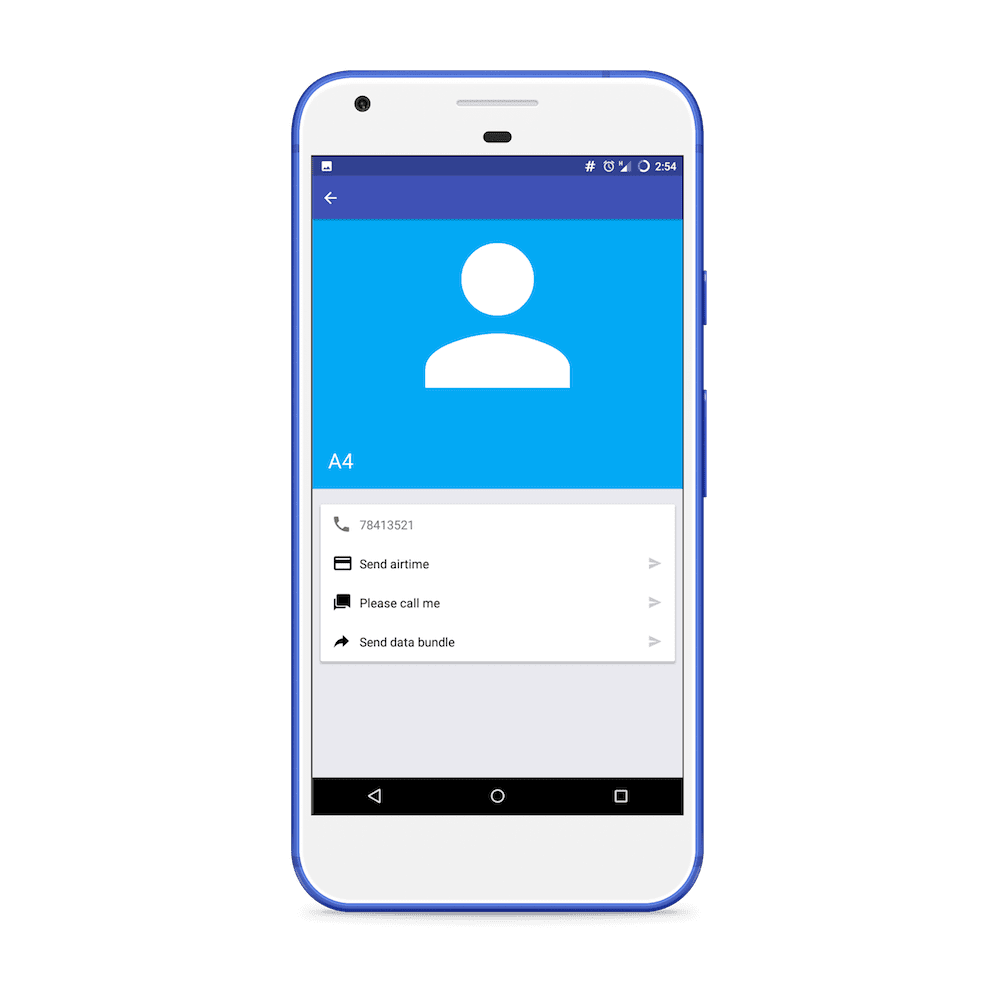 # H 2:54
A4
78413521
Send airtime
Please call me
Send data bundle